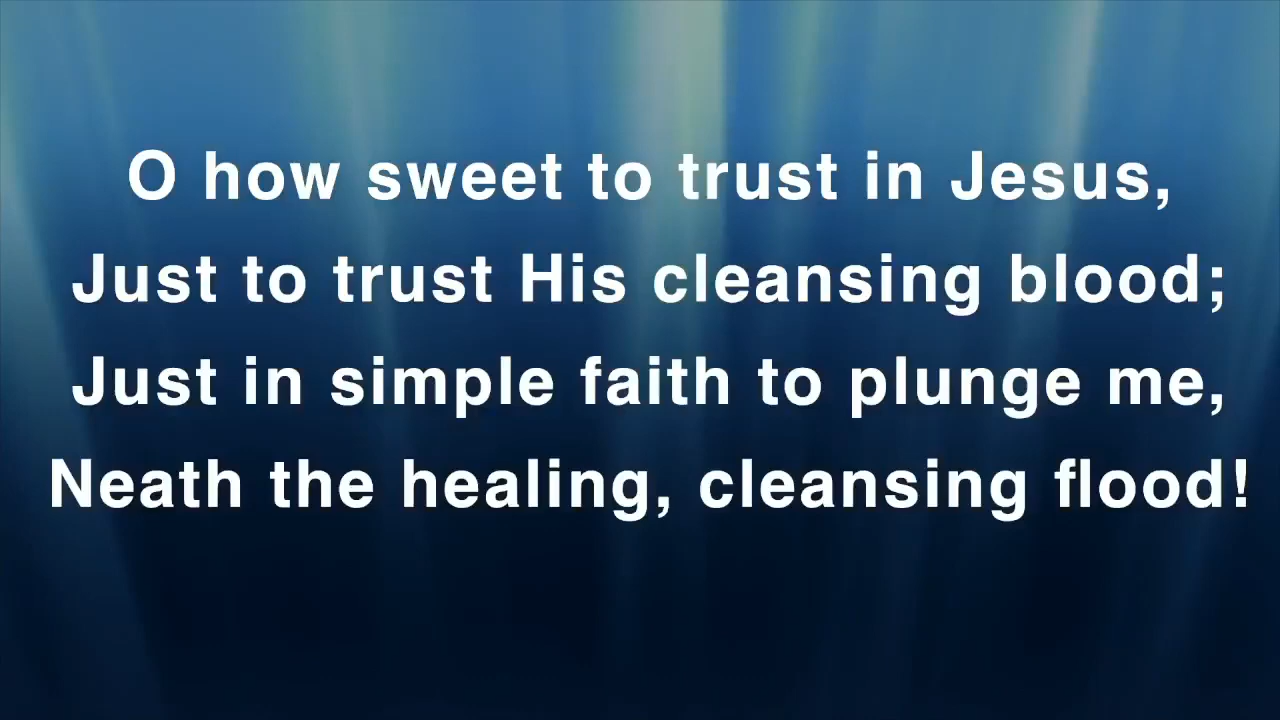 O how sweet to trust in Jesus,
Just to trust His cleansing blood;
Just in simple faith to plunge me,
Neath the healing, cleansing flood!